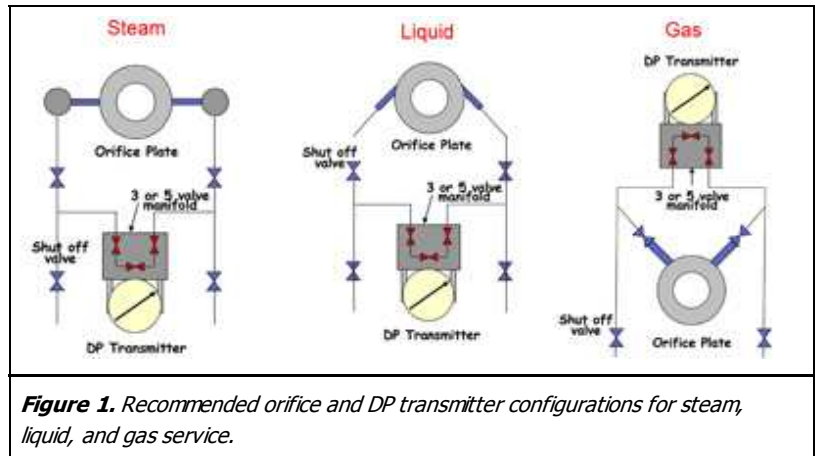 Steam
Orifice Plate
3 or 5 valve
manifold
Shut off
valve
DP Transmitter
Liquid
Shut off
valve
Orifice Plate
3 or 5 valve
manifold
DP Transmitter
Gas
DP Transmitter
3 or 5 valve
manifold
Shut off
valve
Orifice Plate
Figure 1. Recommended orifice and DP transmitter configurations for steam,
liquid, and gas service.